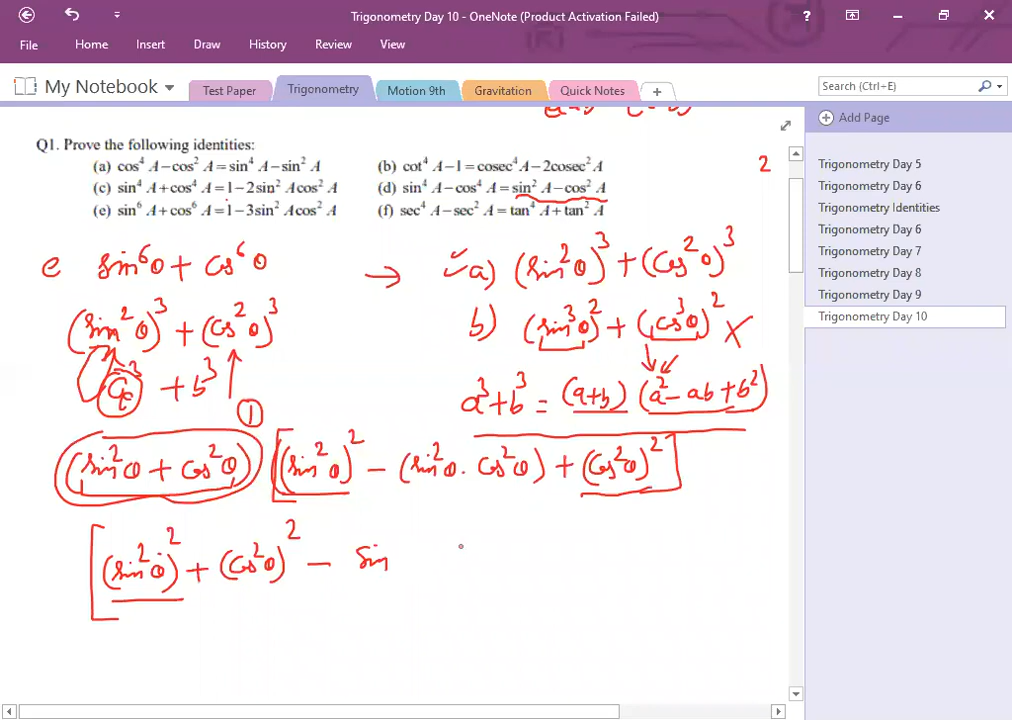 Trigonometry Day 10 - OneNote (Product Activation Failed)
?
File Home Insert Draw History Review View
My Notebook Test Paper Trigonometry Motion 9th Gravitation Quick Notes +
Search (Ctrl+E)
Add Page
Trigonometry Day 5
Trigonometry Day 6
Trigonometry Identities
Trigonometry Day 6
Trigonometry Day 7
Trigonometry Day 8
Trigonometry Day 9
Trigonometry Day 10
Q1. Prove the following identities:
(a) cos⁴ A−cos² A=sin⁴ A−sin² A (b) cot⁴ A−1=cosec⁴ A−2cosec² A
2
(c) sin⁴ A+cos⁴ A=1−2sin² Acos² A (d) sin⁴ A−cos⁴ A=sin² A−cos² A
(e) sin⁶ A+cos⁶ A=1−3sin² Acos² A (f) sec⁴ A−sec² A=tan⁴ A+tan² A
e sin⁶θ + cos⁶θ → ✓a) (sin²θ)³ + (cos²θ)³
(sin²θ)³ + (cos²θ)³ b) (sin³θ)² + (cos³θ)² ×
+ b³ a³+b³ = (a+b) (a² − ab + b²)
①
(sin²θ + cos²θ) [(sin²θ)² − (sin²θ . cos²θ) + (cos²θ)²]
[(sin²θ)² + (cos²θ)² − sin